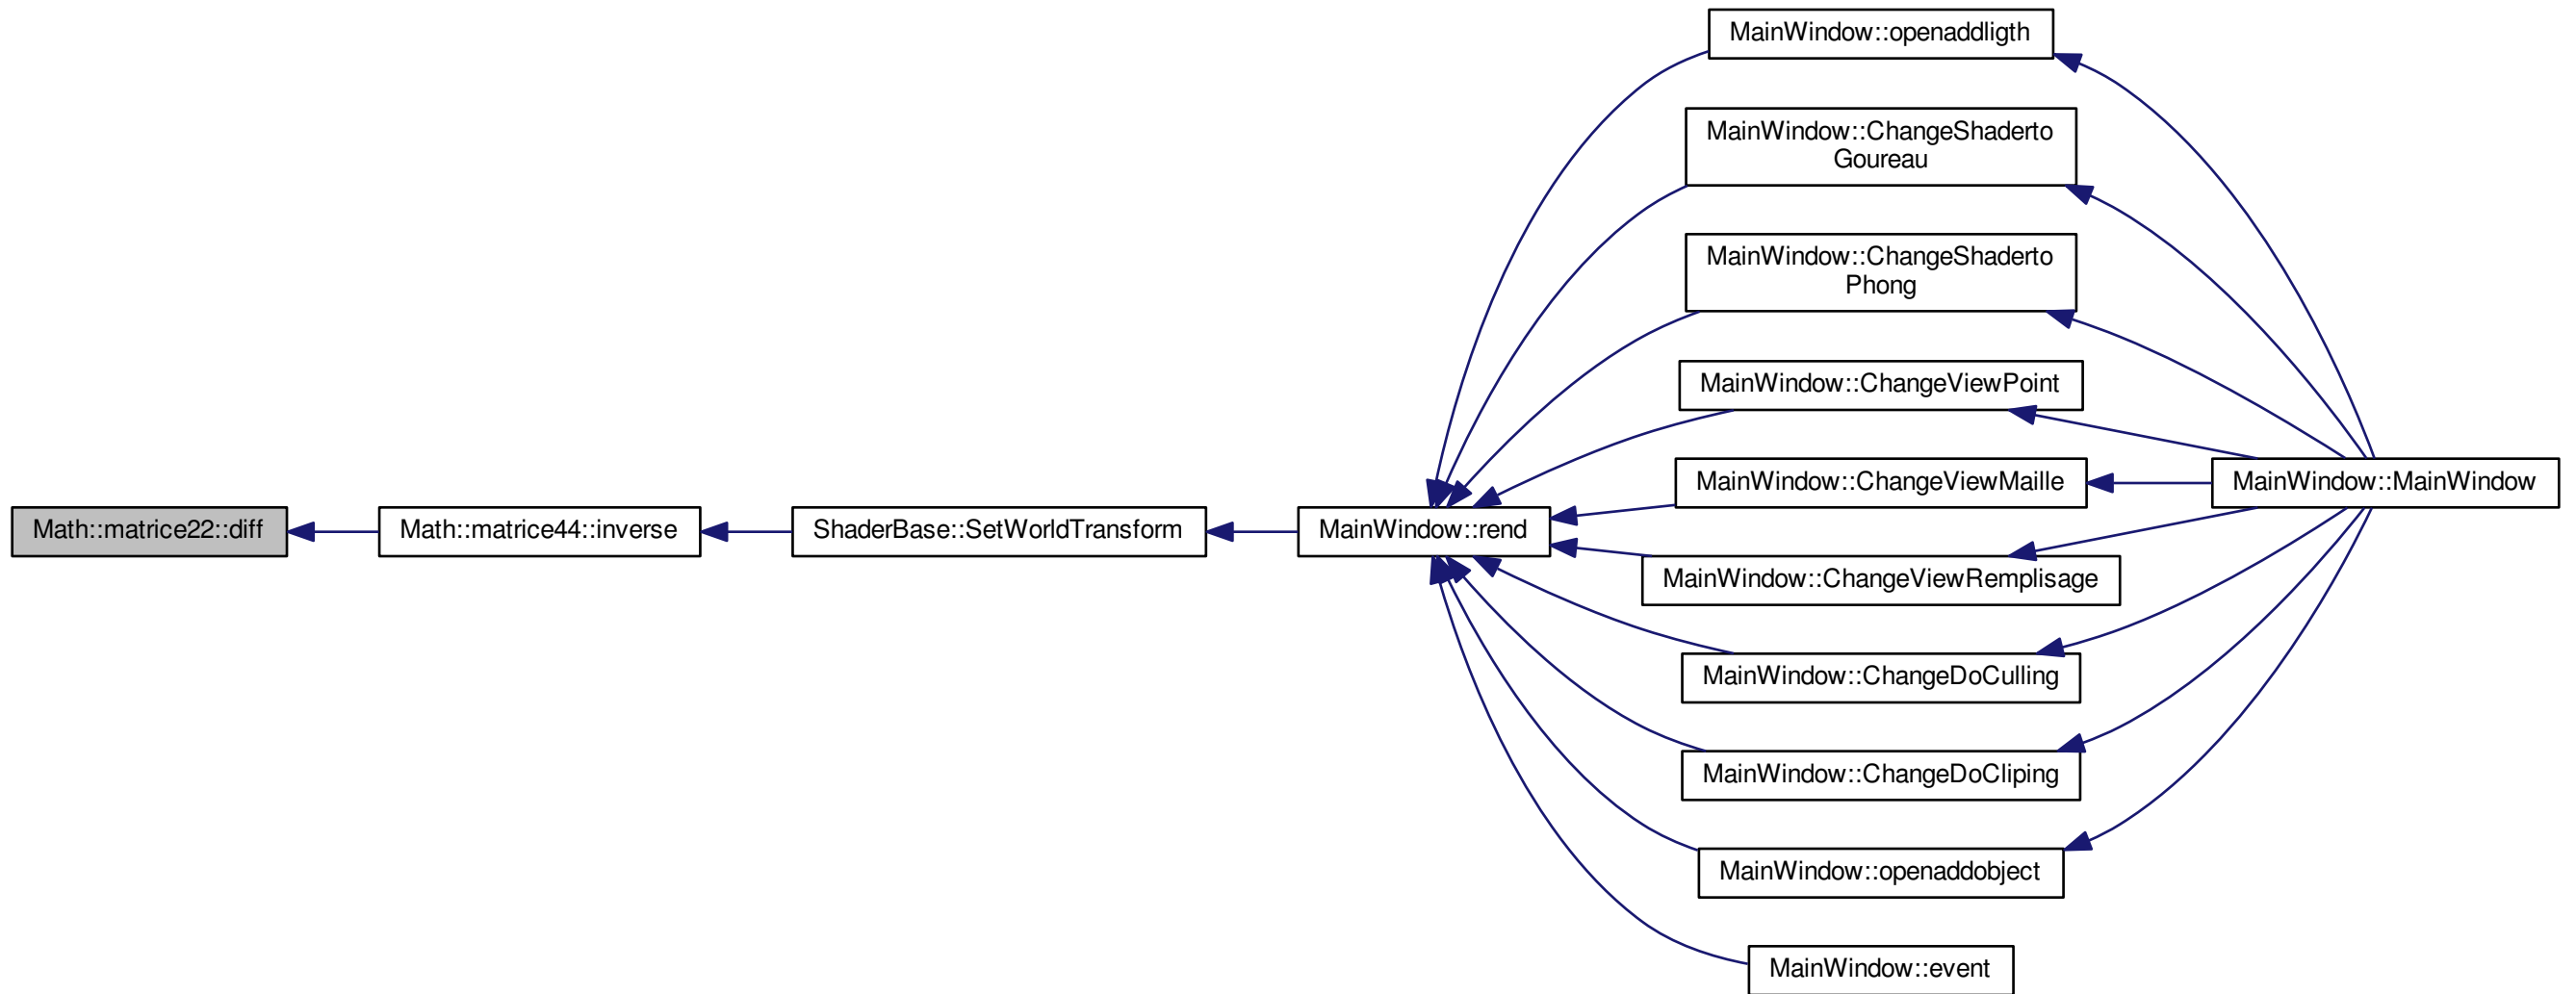 MainWindow::openaddligth
MainWindow::ChangeShaderto
Goureau
MainWindow::ChangeShaderto
Phong
MainWindow::ChangeViewPoint
MainWindow::ChangeViewMaille
MainWindow::MainWindow
Math::matrice22::diff
Math::matrice44::inverse
ShaderBase::SetWorldTransform
MainWindow::rend
MainWindow::ChangeViewRemplisage
MainWindow::ChangeDoCulling
MainWindow::ChangeDoCliping
MainWindow::openaddobject
MainWindow::event